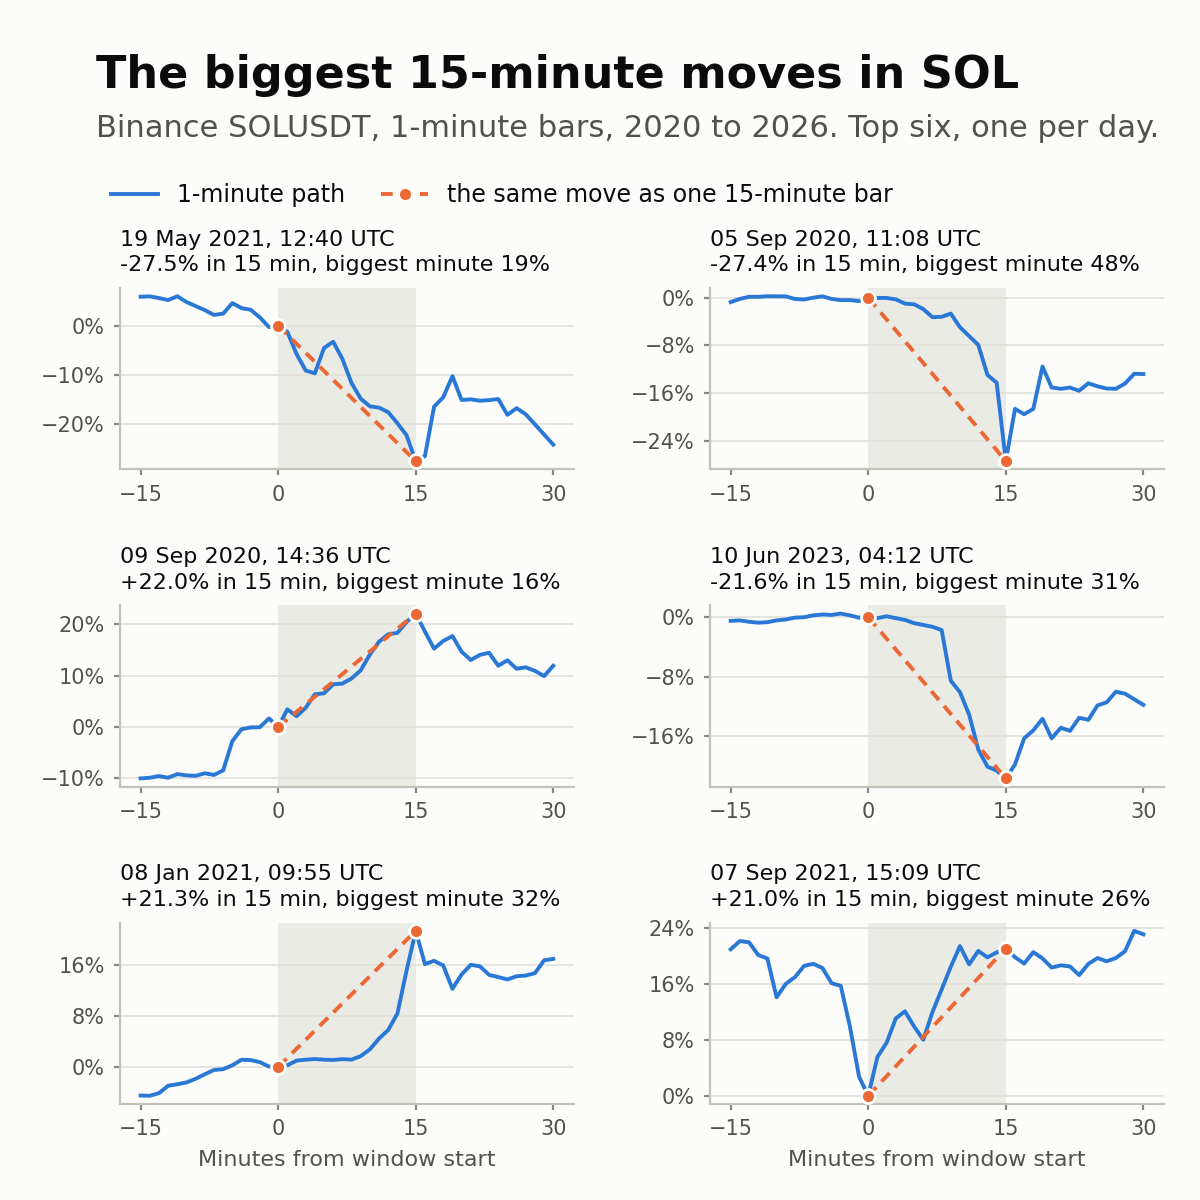 The biggest 15-minute moves in SOL
Binance SOLUSDT, 1-minute bars, 2020 to 2026. Top six, one per day.
1-minute path
the same move as one 15-minute bar
19 May 2021, 12:40 UTC
-27.5% in 15 min, biggest minute 19%
0%
−10%
−20%
−15 0 15 30
05 Sep 2020, 11:08 UTC
-27.4% in 15 min, biggest minute 48%
0%
−8%
−16%
−24%
−15 0 15 30
09 Sep 2020, 14:36 UTC
+22.0% in 15 min, biggest minute 16%
20%
10%
0%
−10%
−15 0 15 30
10 Jun 2023, 04:12 UTC
-21.6% in 15 min, biggest minute 31%
0%
−8%
−16%
−15 0 15 30
08 Jan 2021, 09:55 UTC
+21.3% in 15 min, biggest minute 32%
16%
8%
0%
−15 0 15 30
Minutes from window start
07 Sep 2021, 15:09 UTC
+21.0% in 15 min, biggest minute 26%
24%
16%
8%
0%
−15 0 15 30
Minutes from window start